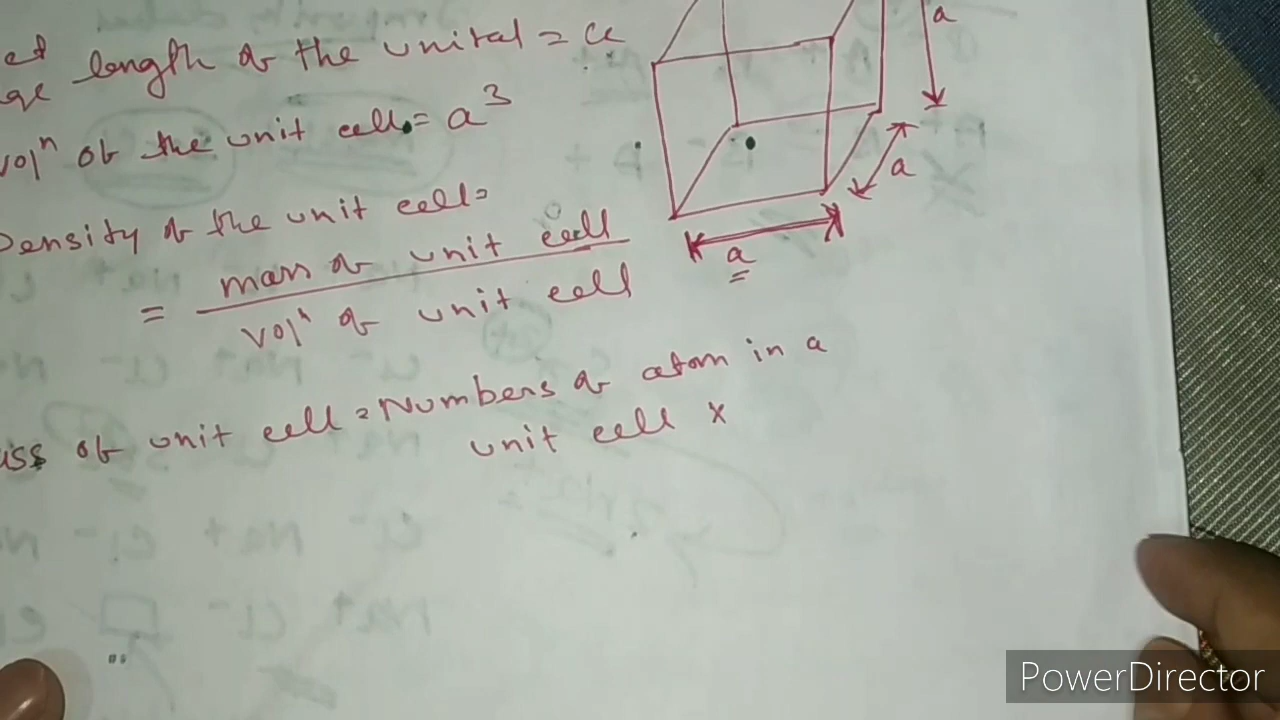 length of the unitcel = a
a
vol^n of the unit cell = a^3
a
Density of the unit cell =
= mass of unit cell
vol^n of unit cell
a
of unit cell = Numbers of atom in a
unit cell ×
PowerDirector